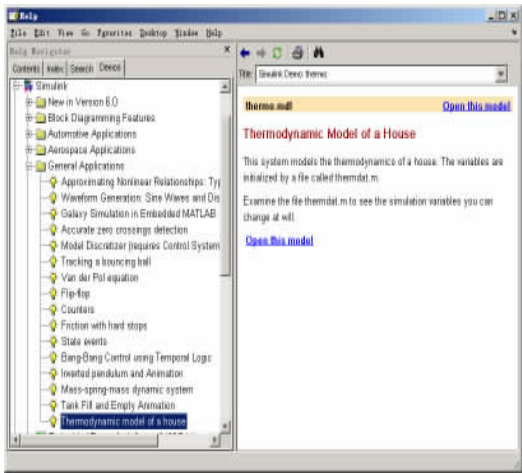 Help
File Edit View Go Favorites Desktop Window Help
Help Navigator
Contents Index Search Demos
Title: Simulink Demo: thermo
Simulink
New in Version 6.0
Block Diagramming Features
Automotive Applications
Aerospace Applications
General Applications
Approximating Nonlinear Relationships: Typ
Waveform Generation: Sine Waves and Dis
Galaxy Simulation in Embedded MATLAB
Accurate zero crossings detection
Model Discretizer (requires Control System
Tracking a bouncing ball
Van der Pol equation
Flip-flop
Counters
Friction with hard stops
State events
Bang-Bang Control using Temporal Logic
Inverted pendulum and Animation
Mass-spring-mass dynamic system
Tank Fill and Empty Animation
Thermodynamic model of a house
thermo.mdl Open this model
Thermodynamic Model of a House
This system models the thermodynamics of a house. The variables are
initialized by a file called thermdat.m.
Examine the file thermdat.m to see the simulation variables you can
change at will.
Open this model